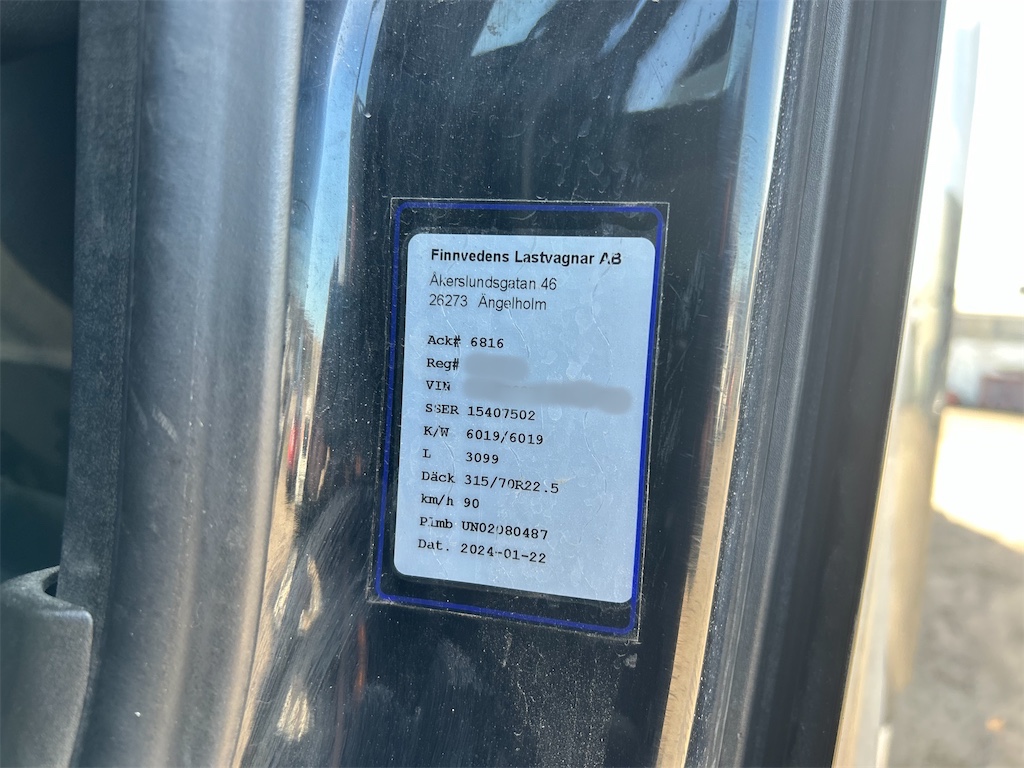 Finnvedens Lastvagnar AB
Åkerslundsgatan 46
26273 Ängelholm
Ack# 6816
Reg#
VIN
SSER 15407502
K/W 6019/6019
L 3099
Däck 315/70R22.5
km/h 90
Plmb UN02080487
Dat. 2024-01-22